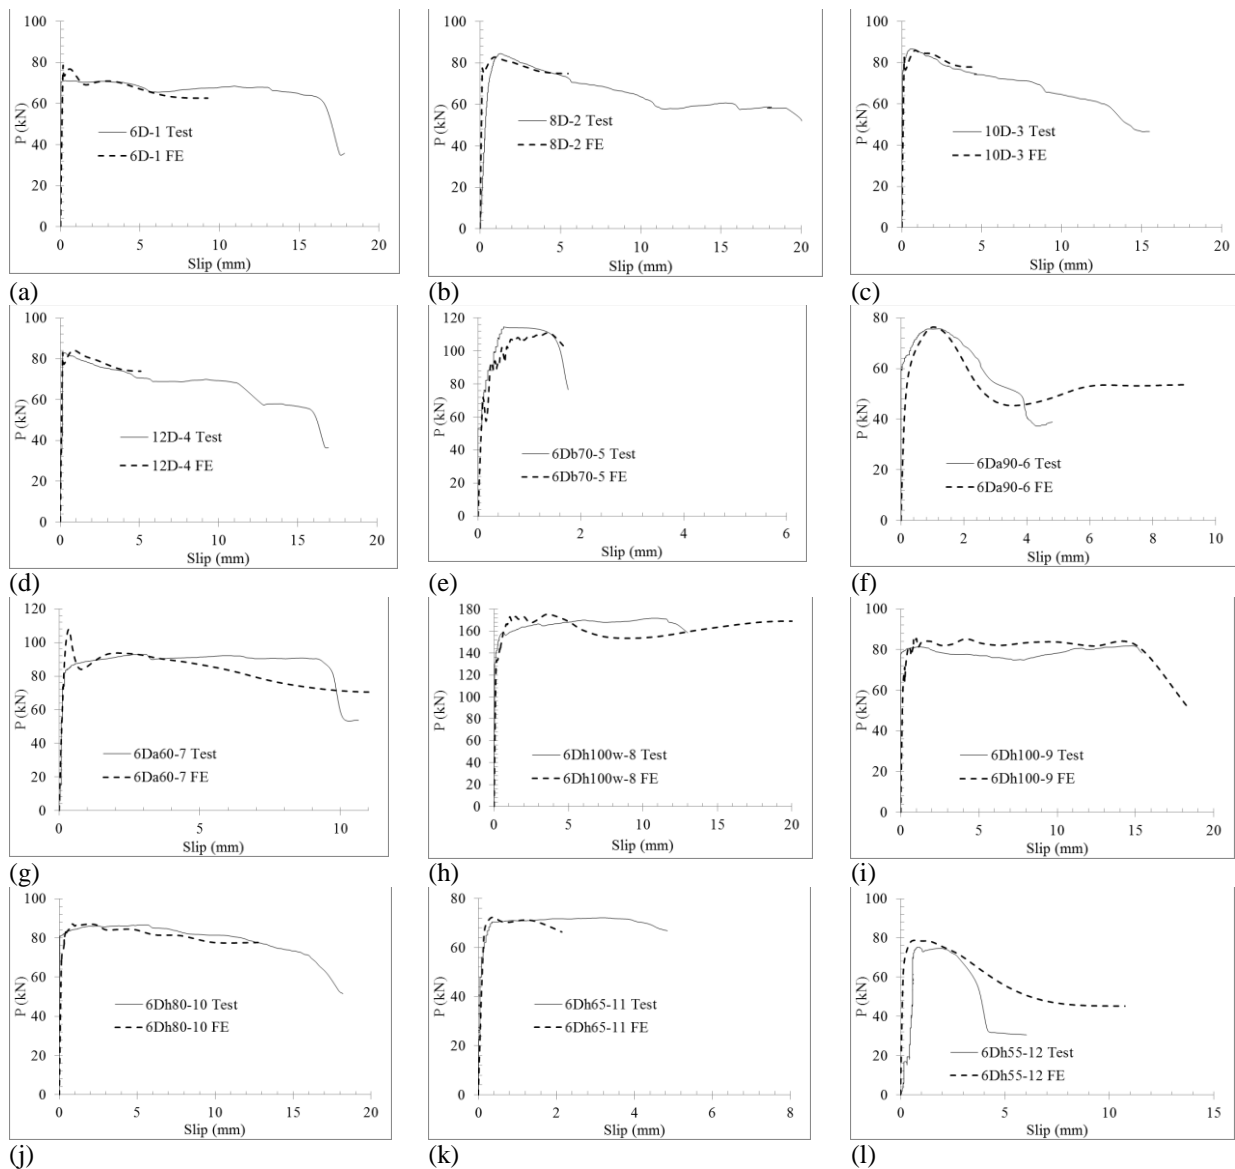 100
80
60
40
20
0
P (kN)
6D-1 Test
6D-1 FE
0 5 10 15 20
Slip (mm)
(a)
100
80
60
40
20
0
P (kN)
8D-2 Test
8D-2 FE
0 5 10 15 20
Slip (mm)
(b)
100
80
60
40
20
0
P (kN)
10D-3 Test
10D-3 FE
0 5 10 15 20
Slip (mm)
(c)
100
80
60
40
20
0
P (kN)
12D-4 Test
12D-4 FE
0 5 10 15 20
Slip (mm)
(d)
120
100
80
60
40
20
0
P (kN)
6Db70-5 Test
6Db70-5 FE
0 2 4 6
Slip (mm)
(e)
80
60
40
20
0
P (kN)
6Da90-6 Test
6Da90-6 FE
0 2 4 6 8 10
Slip (mm)
(f)
120
100
80
60
40
20
0
P (kN)
6Da60-7 Test
6Da60-7 FE
0 5 10
Slip (mm)
(g)
180
160
140
120
100
80
60
40
20
0
P (kN)
6Dh100w-8 Test
6Dh100w-8 FE
0 5 10 15 20
Slip (mm)
(h)
100
80
60
40
20
0
P (kN)
6Dh100-9 Test
6Dh100-9 FE
0 5 10 15 20
Slip (mm)
(i)
100
80
60
40
20
0
P (kN)
6Dh80-10 Test
6Dh80-10 FE
0 5 10 15 20
Slip (mm)
(j)
80
60
40
20
0
P (kN)
6Dh65-11 Test
6Dh65-11 FE
0 2 4 6 8
Slip (mm)
(k)
100
80
60
40
20
0
P (kN)
6Dh55-12 Test
6Dh55-12 FE
0 5 10 15
Slip (mm)
(l)